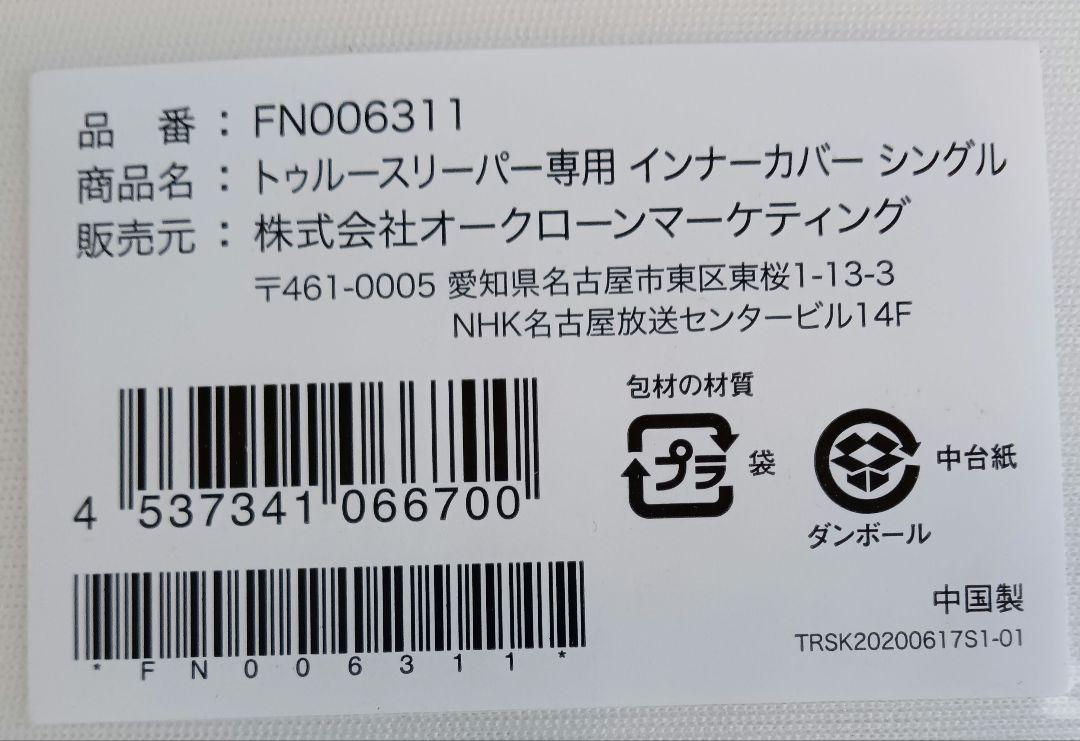 品　番：FN006311
商品名：トゥルースリーパー専用 インナーカバー シングル
販売元：株式会社オークローンマーケティング
〒461-0005 愛知県名古屋市東区東桜1-13-3
NHK名古屋放送センタービル14F
包材の材質
プラ 袋
中台紙
ダンボール
4 537341 066700
*FN006311*
中国製
TRSK20200617S1-01